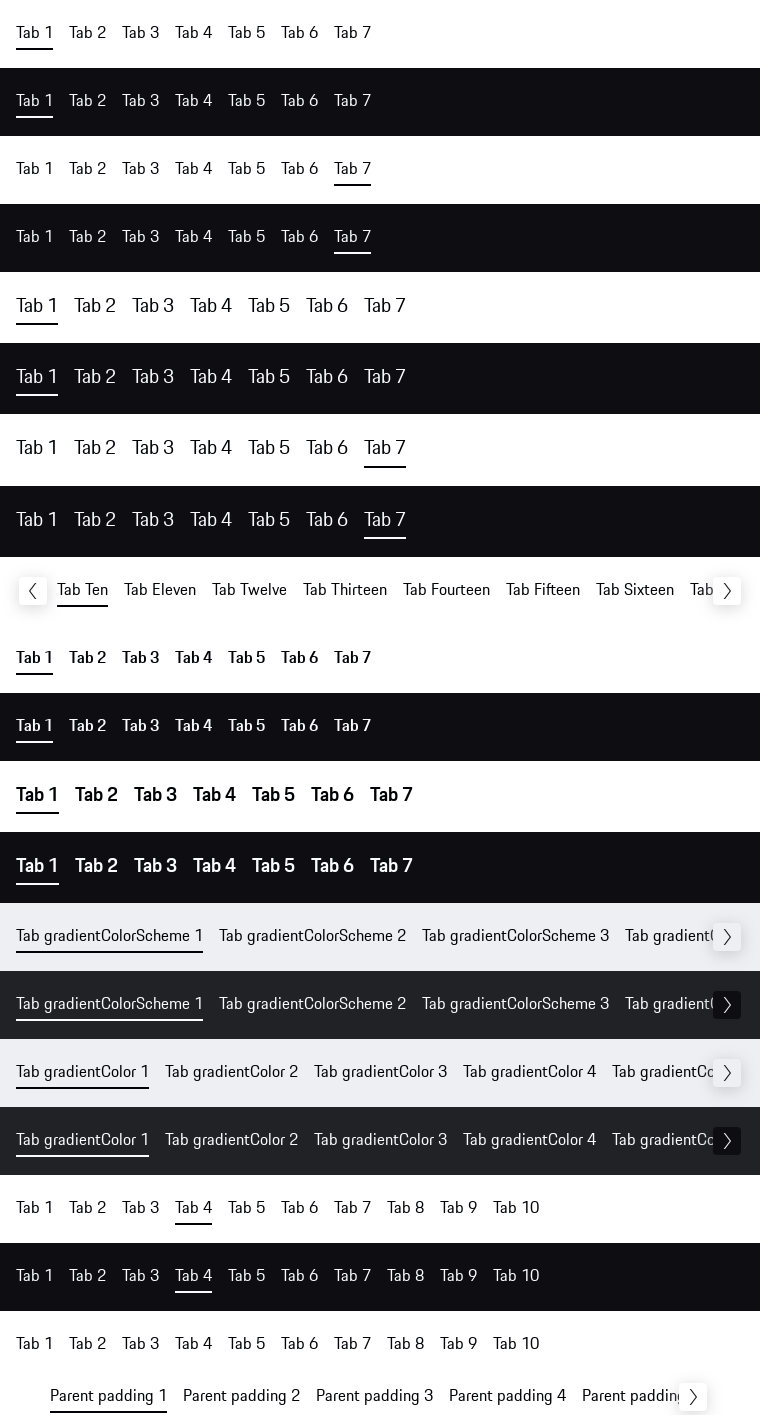 Tab 1 Tab 2 Tab 3 Tab 4 Tab 5 Tab 6 Tab 7
Tab 1 Tab 2 Tab 3 Tab 4 Tab 5 Tab 6 Tab 7
Tab 1 Tab 2 Tab 3 Tab 4 Tab 5 Tab 6 Tab 7
Tab 1 Tab 2 Tab 3 Tab 4 Tab 5 Tab 6 Tab 7
Tab 1 Tab 2 Tab 3 Tab 4 Tab 5 Tab 6 Tab 7
Tab 1 Tab 2 Tab 3 Tab 4 Tab 5 Tab 6 Tab 7
Tab 1 Tab 2 Tab 3 Tab 4 Tab 5 Tab 6 Tab 7
Tab 1 Tab 2 Tab 3 Tab 4 Tab 5 Tab 6 Tab 7
Tab Ten Tab Eleven Tab Twelve Tab Thirteen Tab Fourteen Tab Fifteen Tab Sixteen Tab
Tab 1 Tab 2 Tab 3 Tab 4 Tab 5 Tab 6 Tab 7
Tab 1 Tab 2 Tab 3 Tab 4 Tab 5 Tab 6 Tab 7
Tab 1 Tab 2 Tab 3 Tab 4 Tab 5 Tab 6 Tab 7
Tab 1 Tab 2 Tab 3 Tab 4 Tab 5 Tab 6 Tab 7
Tab gradientColorScheme 1 Tab gradientColorScheme 2 Tab gradientColorScheme 3 Tab
Tab gradientColorScheme 1 Tab gradientColorScheme 2 Tab gradientColorScheme 3 Tab
Tab gradientColor 1 Tab gradientColor 2 Tab gradientColor 3 Tab gradientColor 4 Tab
Tab gradientColor 1 Tab gradientColor 2 Tab gradientColor 3 Tab gradientColor 4 Tab
Tab 1 Tab 2 Tab 3 Tab 4 Tab 5 Tab 6 Tab 7 Tab 8 Tab 9 Tab 10
Tab 1 Tab 2 Tab 3 Tab 4 Tab 5 Tab 6 Tab 7 Tab 8 Tab 9 Tab 10
Tab 1 Tab 2 Tab 3 Tab 4 Tab 5 Tab 6 Tab 7 Tab 8 Tab 9 Tab 10
Parent padding 1 Parent padding 2 Parent padding 3 Parent padding 4 Parent